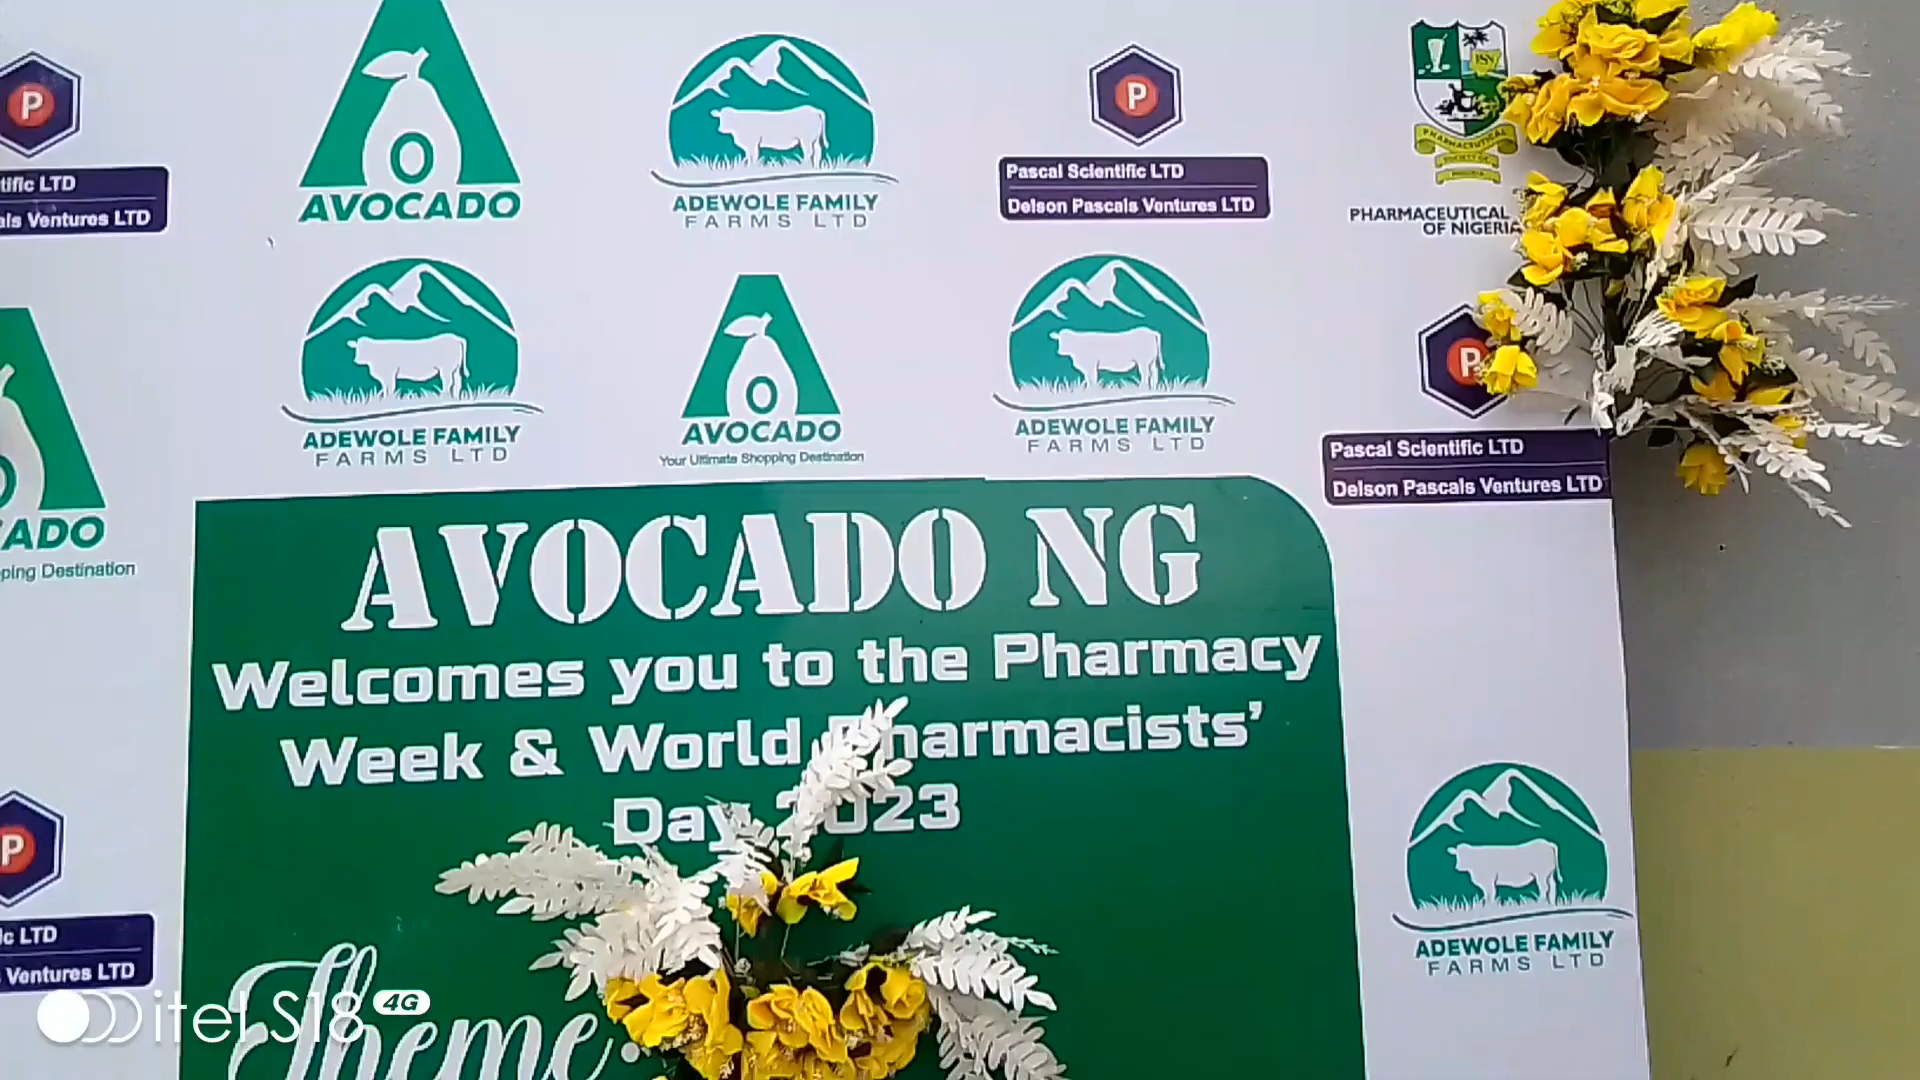 P
tific LTD
als Ventures LTD
AVOCADO
ADEWOLE FAMILY
FARMS LTD
P
Pascal Scientific LTD
Delson Pascals Ventures LTD
PHARMACEUTICAL
PHARMACEUTICAL
OF NIGERIA
ADEWOLE FAMILY
FARMS LTD
AVOCADO
Your Ultimate Shopping Destination
ADEWOLE FAMILY
FARMS LTD
P
Pascal Scientific LTD
Delson Pascals Ventures LTD
CADO
ping Destination
AVOCADO NG
Welcomes you to the Pharmacy
Week & World Pharmacists’
Day 2023
Theme:
P
ic LTD
Ventures LTD
ADEWOLE FAMILY
FARMS LTD
itel S18 4G